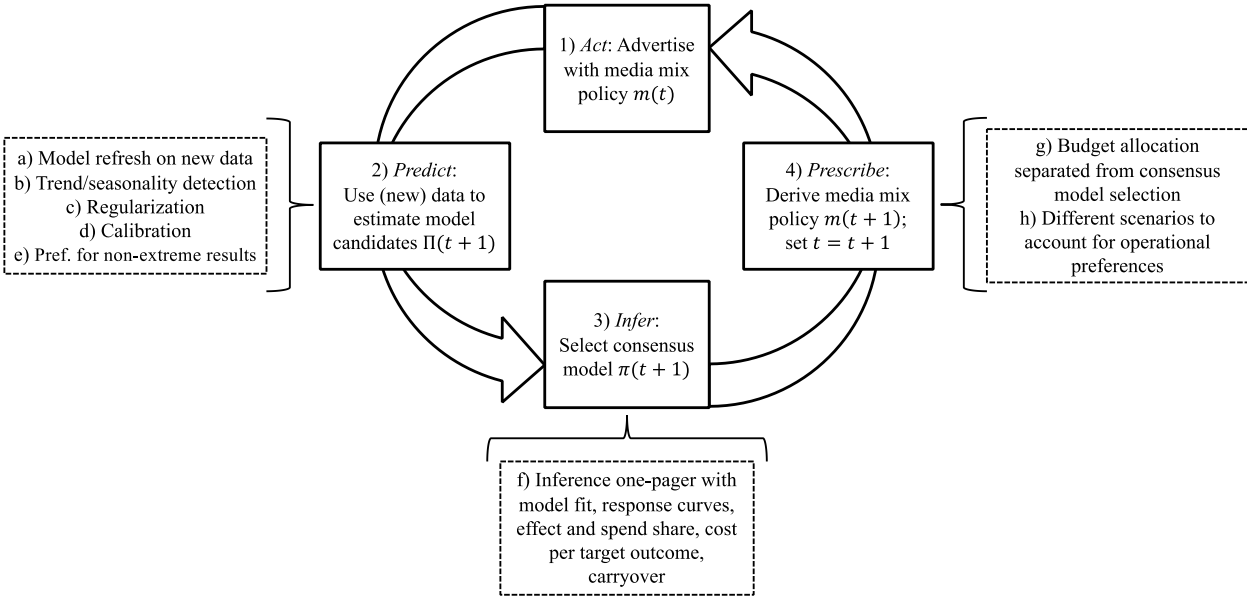 1) Act: Advertise
with media mix
policy m(t)
a) Model refresh on new data
b) Trend/seasonality detection
c) Regularization
d) Calibration
e) Pref. for non-extreme results
2) Predict:
Use (new) data to
estimate model
candidates Π(t + 1)
4) Prescribe:
Derive media mix
policy m(t + 1);
set t = t + 1
g) Budget allocation
separated from consensus
model selection
h) Different scenarios to
account for operational
preferences
3) Infer:
Select consensus
model π(t + 1)
f) Inference one-pager with
model fit, response curves,
effect and spend share, cost
per target outcome,
carryover